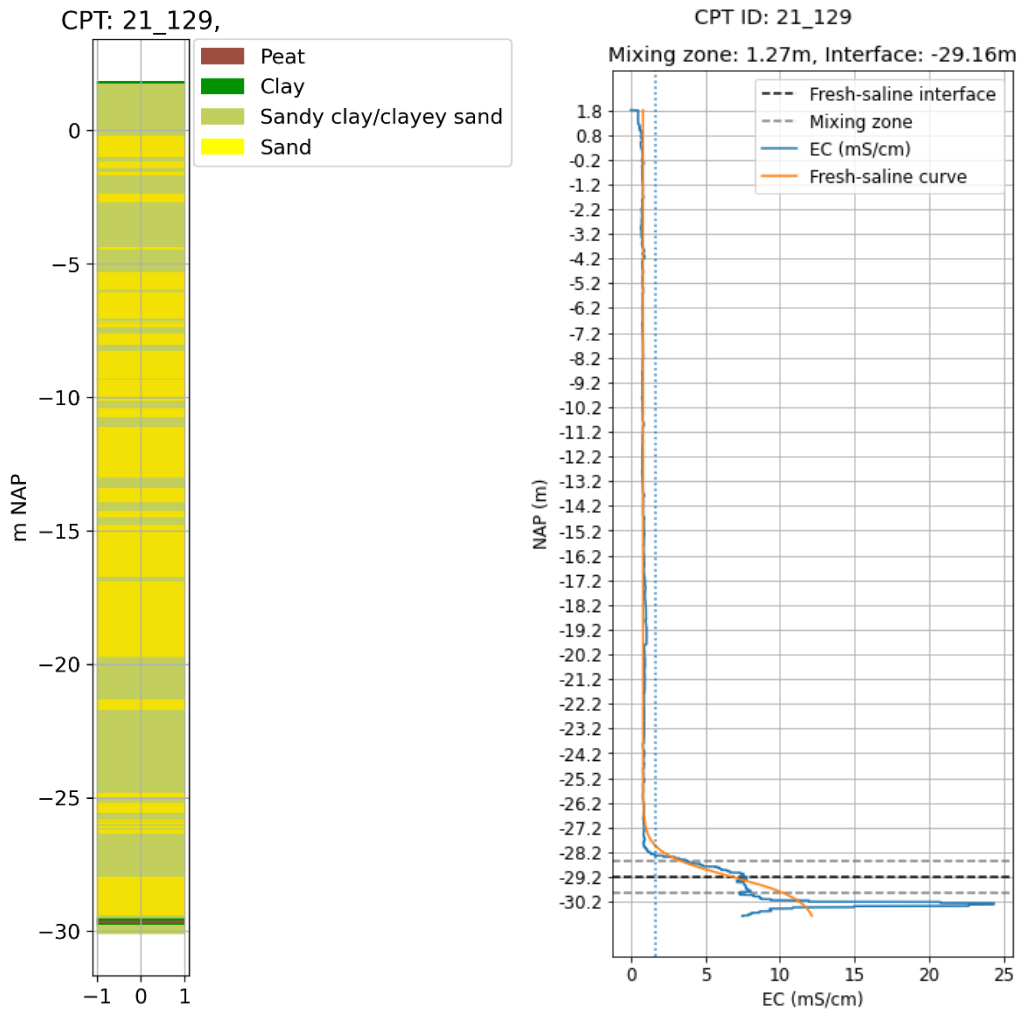 CPT: 21_129,
Peat
Clay
Sandy clay/clayey sand
Sand
0
−5
−10
−15
−20
−25
−30
m NAP
−1 0 1
CPT ID: 21_129
Mixing zone: 1.27m, Interface: -29.16m
Fresh-saline interface
Mixing zone
EC (mS/cm)
Fresh-saline curve
1.8
0.8
-0.2
-1.2
-2.2
-3.2
-4.2
-5.2
-6.2
-7.2
-8.2
-9.2
-10.2
-11.2
-12.2
-13.2
-14.2
-15.2
-16.2
-17.2
-18.2
-19.2
-20.2
-21.2
-22.2
-23.2
-24.2
-25.2
-26.2
-27.2
-28.2
-29.2
-30.2
NAP (m)
0 5 10 15 20 25
EC (mS/cm)